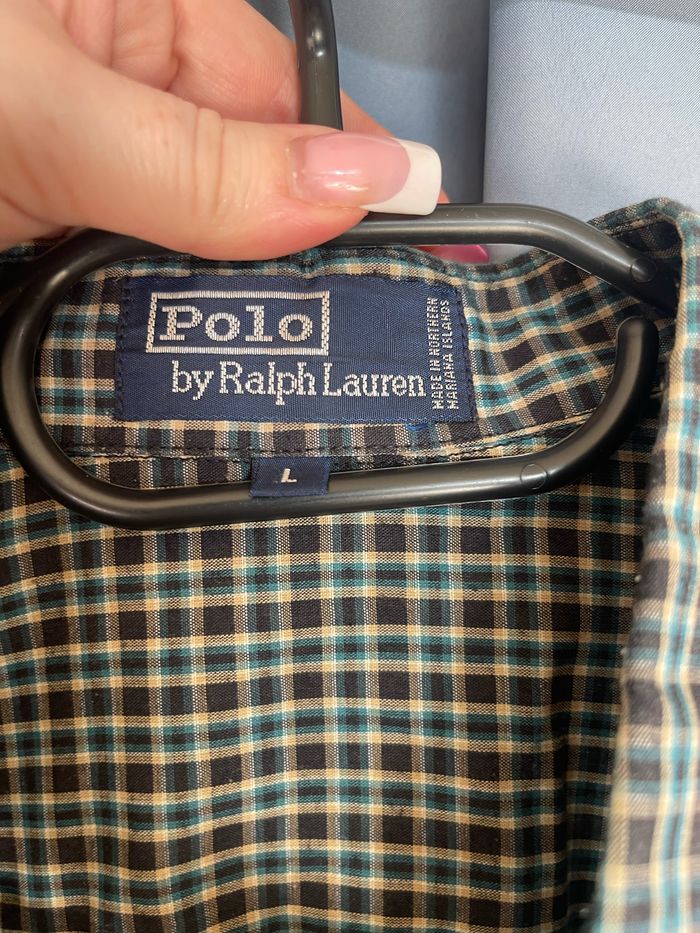 Polo
by Ralph Lauren
MADE IN NORTHERN
MARIANA ISLANDS
L